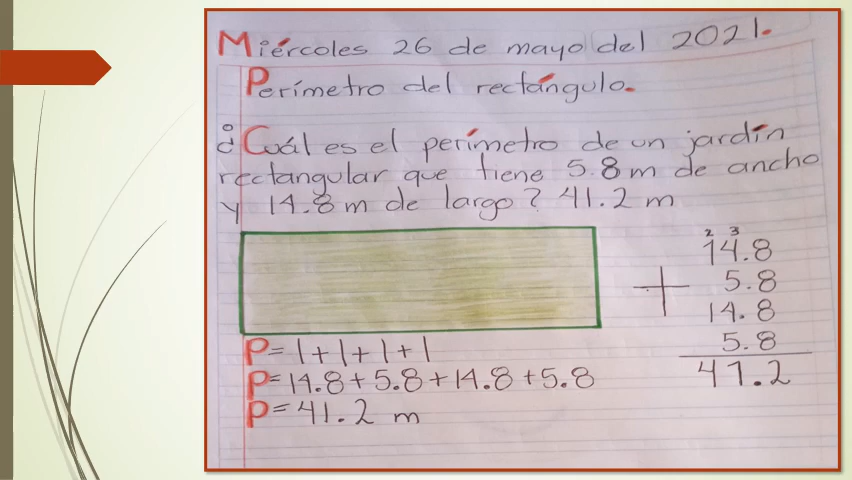 Miércoles 26 de mayo del 2021.
Perímetro del rectángulo.
¿Cuál es el perímetro de un jardín
rectangular que tiene 5.8 m de ancho
y 14.8 m de largo? 41.2 m
2 3
14.8
+ 5.8
14.8
5.8
41.2
P=l+l+l+l
P=14.8+5.8+14.8+5.8
P=41.2 m